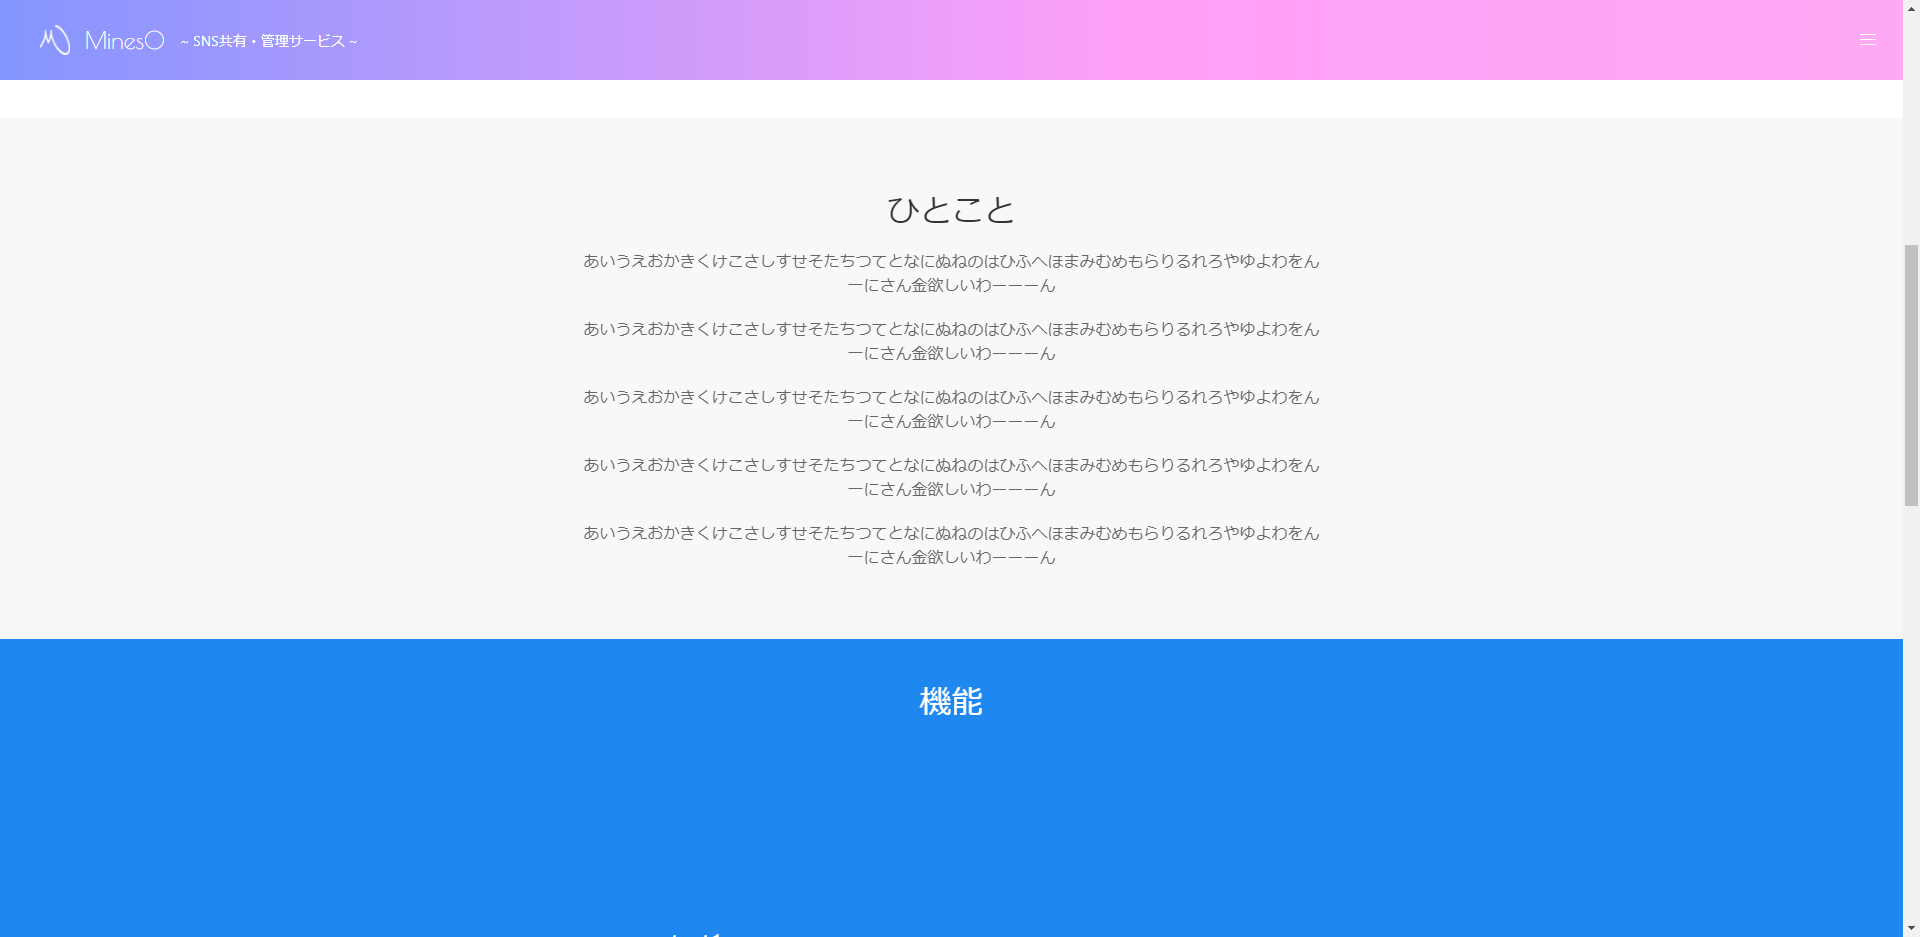 MinesO ~ SNS共有・管理サービス ~
ひとこと
あいうえおかきくけこさしすせそたちつてとなにぬねのはひふへほまみむめもらりるれろやゆよわをん
一にさん金欲しいわーーーん
あいうえおかきくけこさしすせそたちつてとなにぬねのはひふへほまみむめもらりるれろやゆよわをん
一にさん金欲しいわーーーん
あいうえおかきくけこさしすせそたちつてとなにぬねのはひふへほまみむめもらりるれろやゆよわをん
一にさん金欲しいわーーーん
あいうえおかきくけこさしすせそたちつてとなにぬねのはひふへほまみむめもらりるれろやゆよわをん
一にさん金欲しいわーーーん
あいうえおかきくけこさしすせそたちつてとなにぬねのはひふへほまみむめもらりるれろやゆよわをん
一にさん金欲しいわーーーん
機能